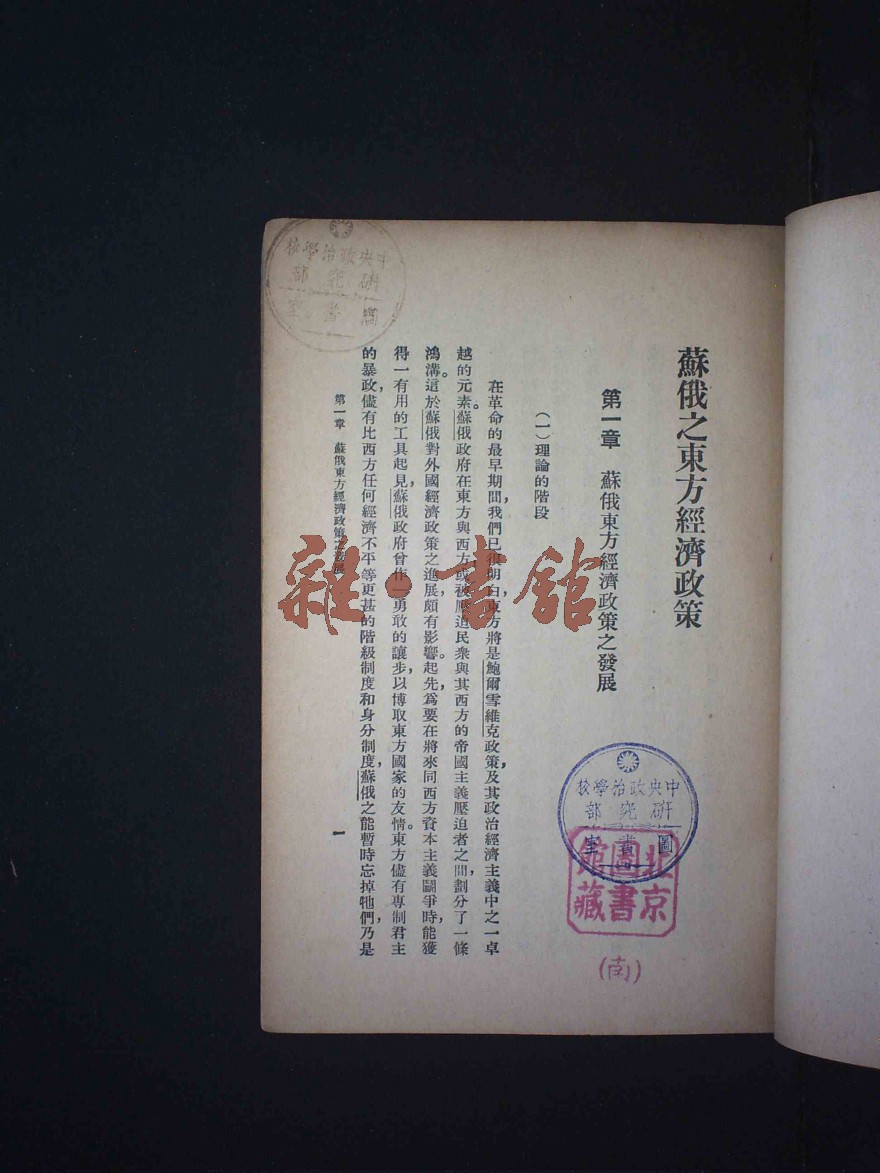 蘇俄之東方經濟政策
第一章　蘇俄東方經濟政策之發展
(一)理論的階段
在革命的最早期間，我們已很明白，東方將是鮑爾雪維克政策，及其政治經濟主義中之一卓
越的元素。蘇俄政府在東方與西方或被壓迫民衆與其西方的帝國主義壓迫者之間，劃分了一條
鴻溝。這於蘇俄對外國經濟政策之進展，頗有影響。起先，爲要在將來同西方資本主義鬭爭時，能獲
得一有用的工具起見，蘇俄政府曾作一勇敢的讓步，以博取東方國家的友情。東方儘有專制君主
的暴政，儘有比西方任何經濟不平等更甚的階級制度和身分制度，蘇俄之能暫時忘掉牠們，乃是
第一章　蘇俄東方經濟政策之發展
一
中央政治學校
研究部
圖書室
中央政治學校
研究部
圖書室
北京圖書館藏
(南)
雜·書館